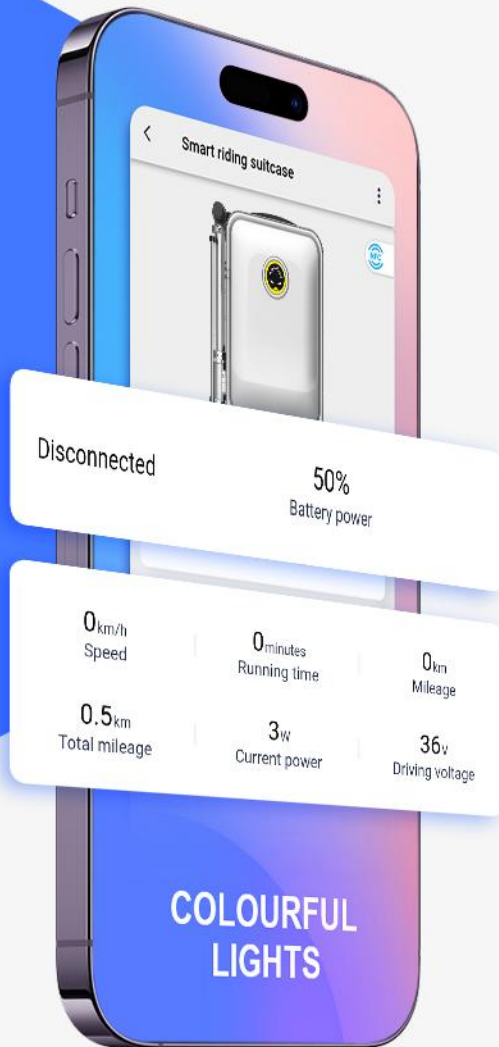 Smart riding suitcase
NFC
Disconnected
50%
Battery power
0km/h
Speed
0minutes
Running time
0km
Mileage
0.5km
Total mileage
3w
Current power
36v
Driving voltage
COLOURFUL
LIGHTS